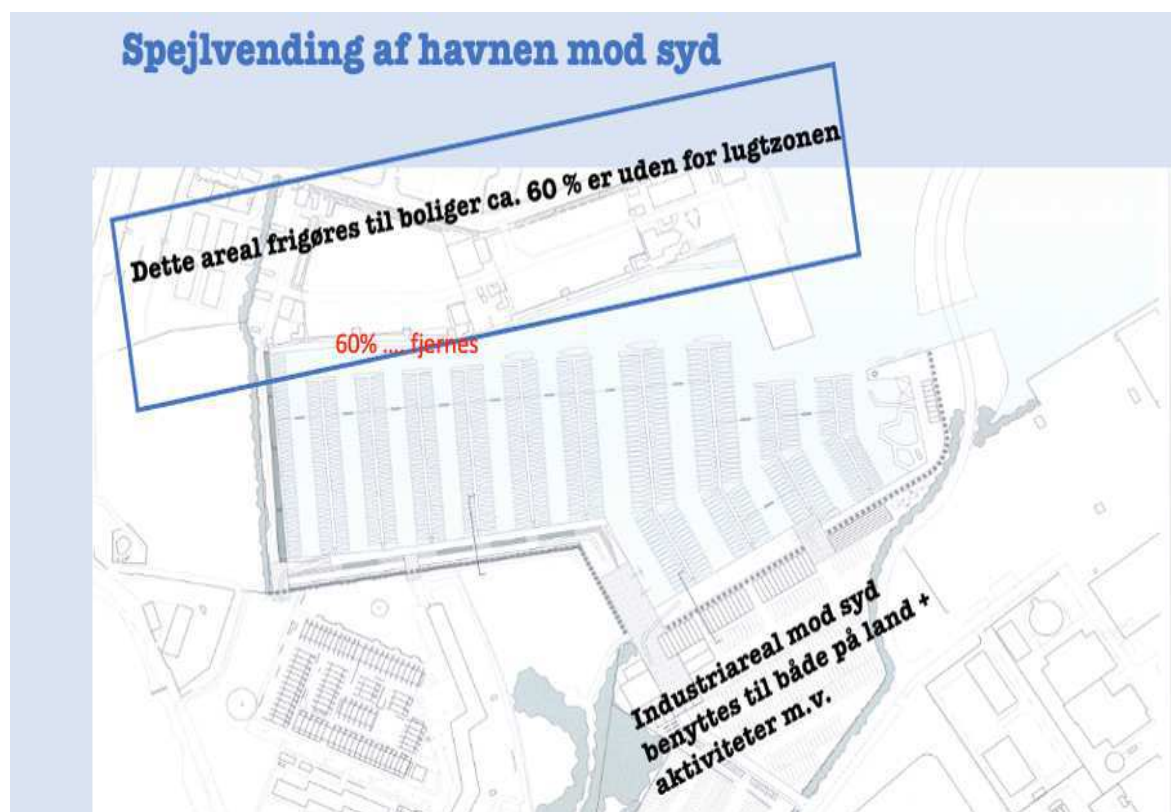 Spejlvending af havnen mod syd
Dette areal frigøres til boliger ca. 60 % er uden for lugtzonen
60% .... fjernes
Industriareal mod syd
benyttes til både på land +
aktiviteter m.v.